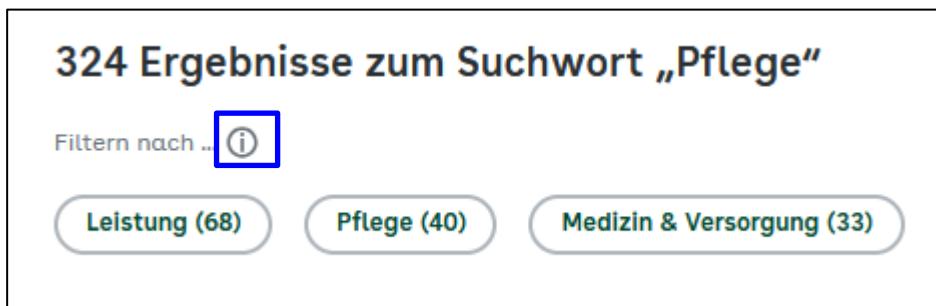 324 Ergebnisse zum Suchwort „Pflege“
Filtern nach ...
Leistung (68) Pflege (40) Medizin & Versorgung (33)